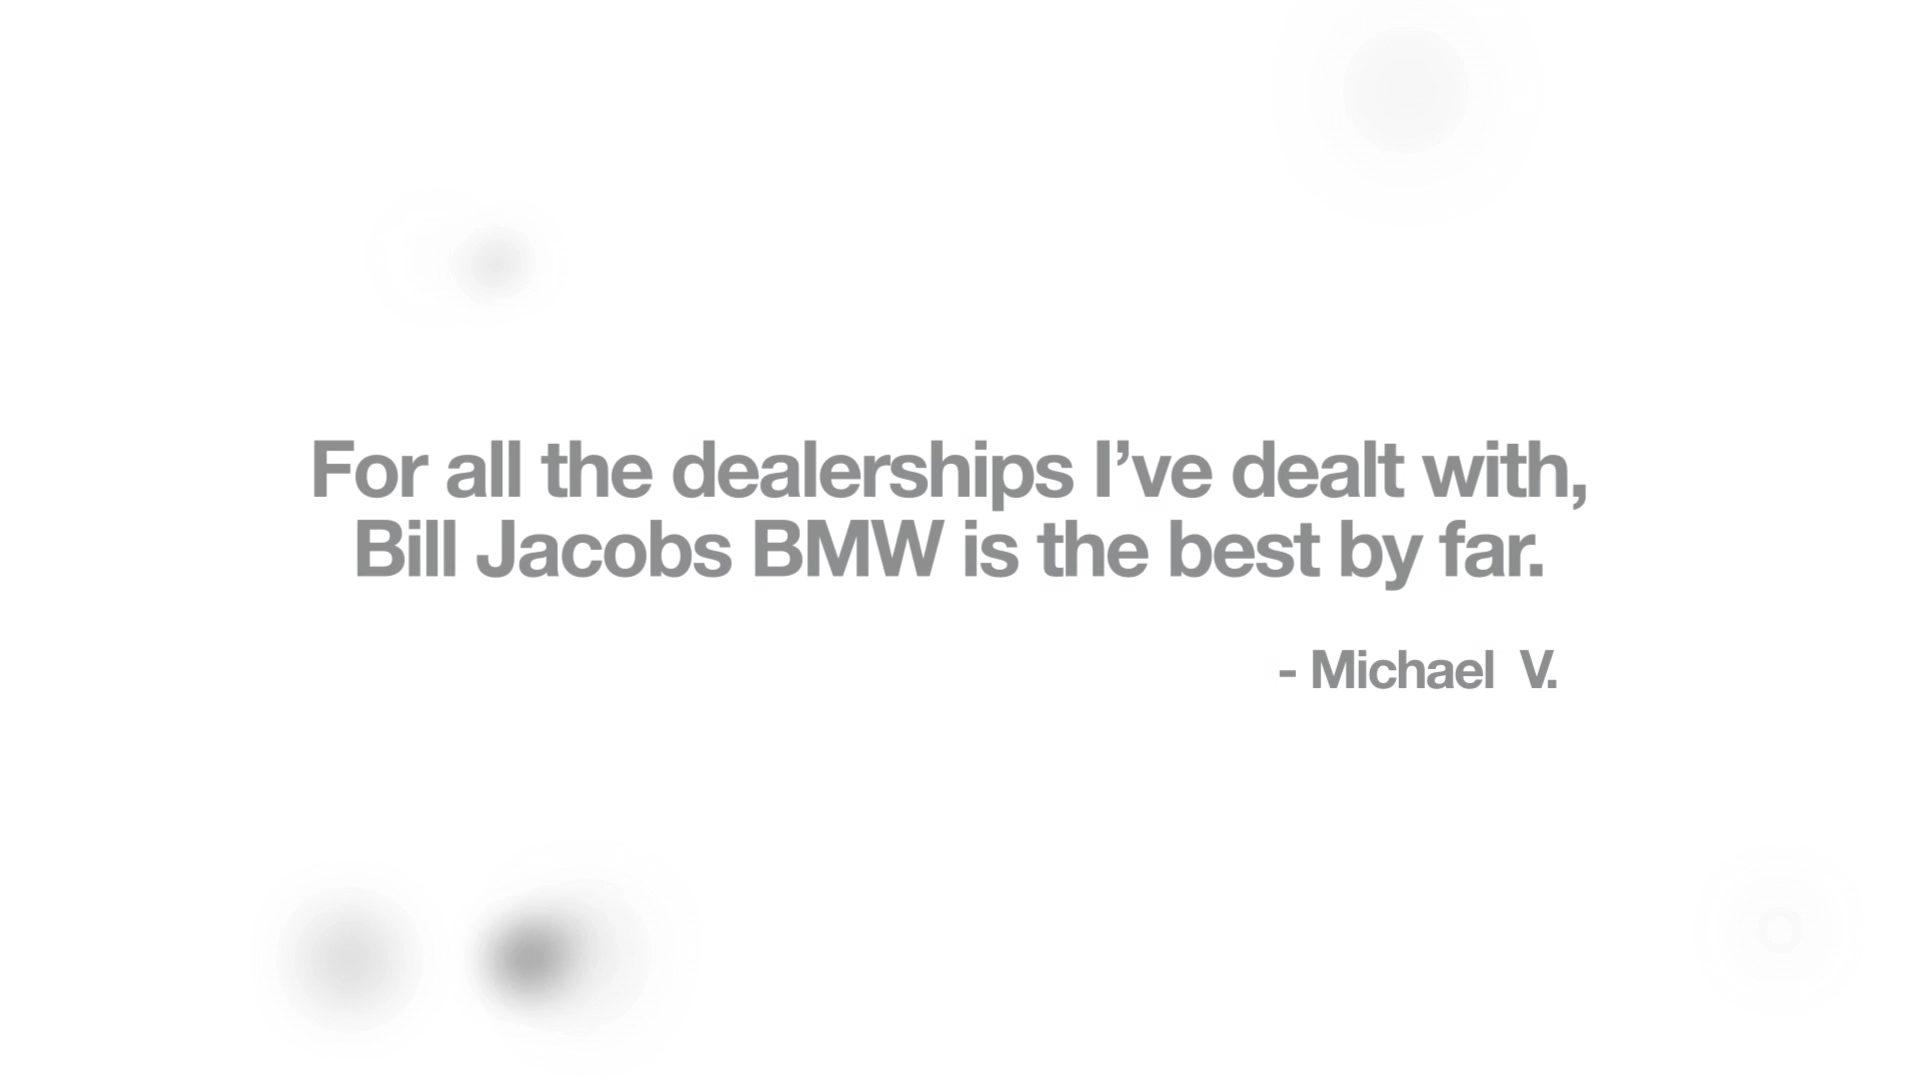 For all the dealerships I’ve dealt with,
Bill Jacobs BMW is the best by far.
- Michael  V.